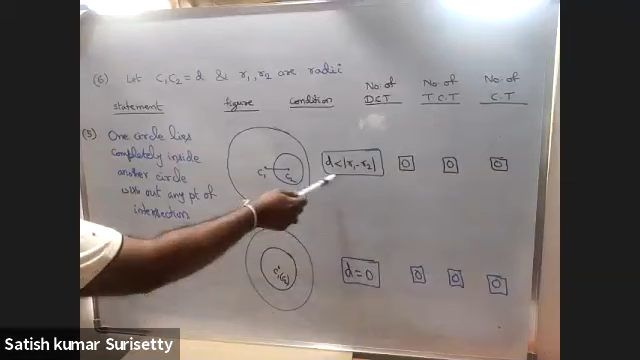 (6) Let C₁C₂ = d & r₁, r₂ are radii
statement figure condition No. of D.C.T No. of T.C.T No. of C.T
(5) One circle lies
completely inside
another circle
with out any pt of
intersection
C₁ C₂ d < |r₁-r₂| 0 0 0
C₁(C₂) d = 0 0 0 0
Satish kumar Surisetty